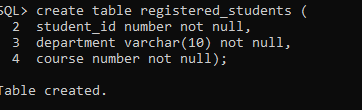 SQL> create table registered_students (
2 student_id number not null,
3 department varchar(10) not null,
4 course number not null);
Table created.